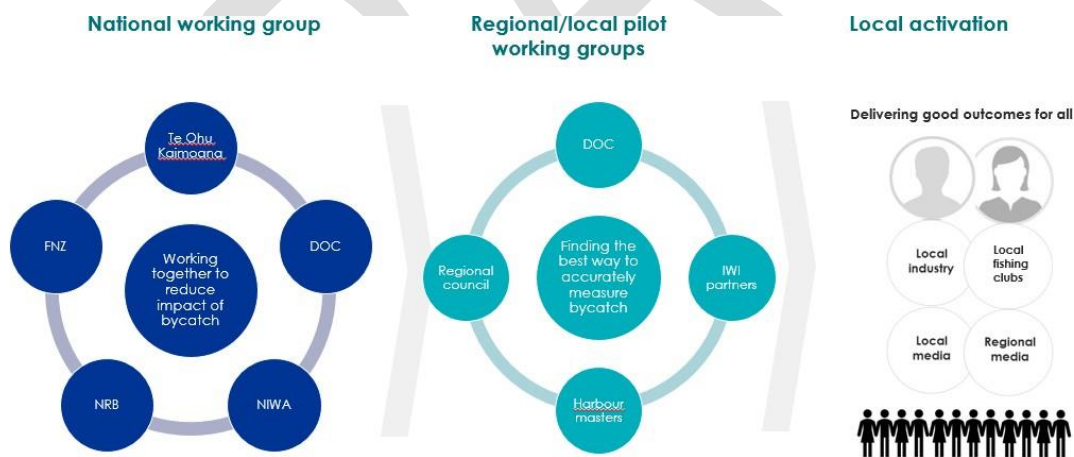 National working group
Regional/local pilot
working groups
Local activation
Te Ohu
Kaimoana
FNZ
DOC
Working
together to
reduce
impact of
bycatch
NRB
NIWA
DOC
Regional
council
Finding the
best way to
accurately
measure
bycatch
IWI
partners
Harbour
masters
Delivering good outcomes for all
Local
industry
Local
fishing
clubs
Local
media
Regional
media